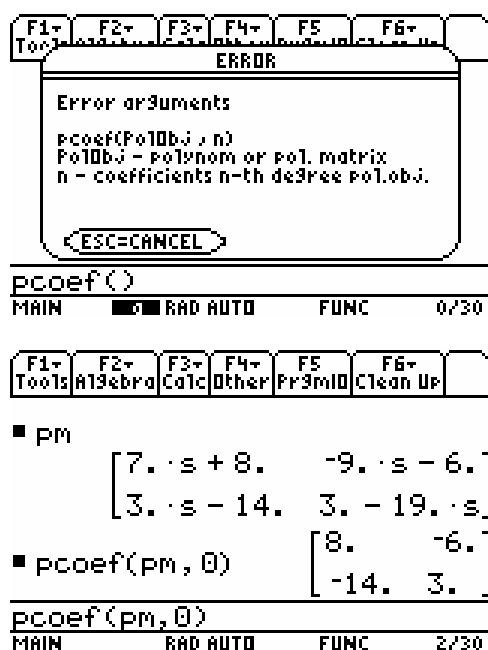 F1 F2 F3 F4 F5 F6
ERROR
Error arguments
pcoef(PolObj , n)
PolObj - polynom or pol. matrix
n - coefficients n-th degree pol.obj.
ESC=CANCEL
pcoef()
MAIN RAD AUTO FUNC 0/30
F1 F2 F3 F4 F5 F6
Tools Algebra Calc Other PrgmIO Clean Up
■ pm
[7.·s + 8. -9.·s - 6.
3.·s - 14. 3. - 19.·s]
[8. -6.
■ pcoef(pm, 0)
-14. 3.]
pcoef(pm,0)
MAIN RAD AUTO FUNC 2/30